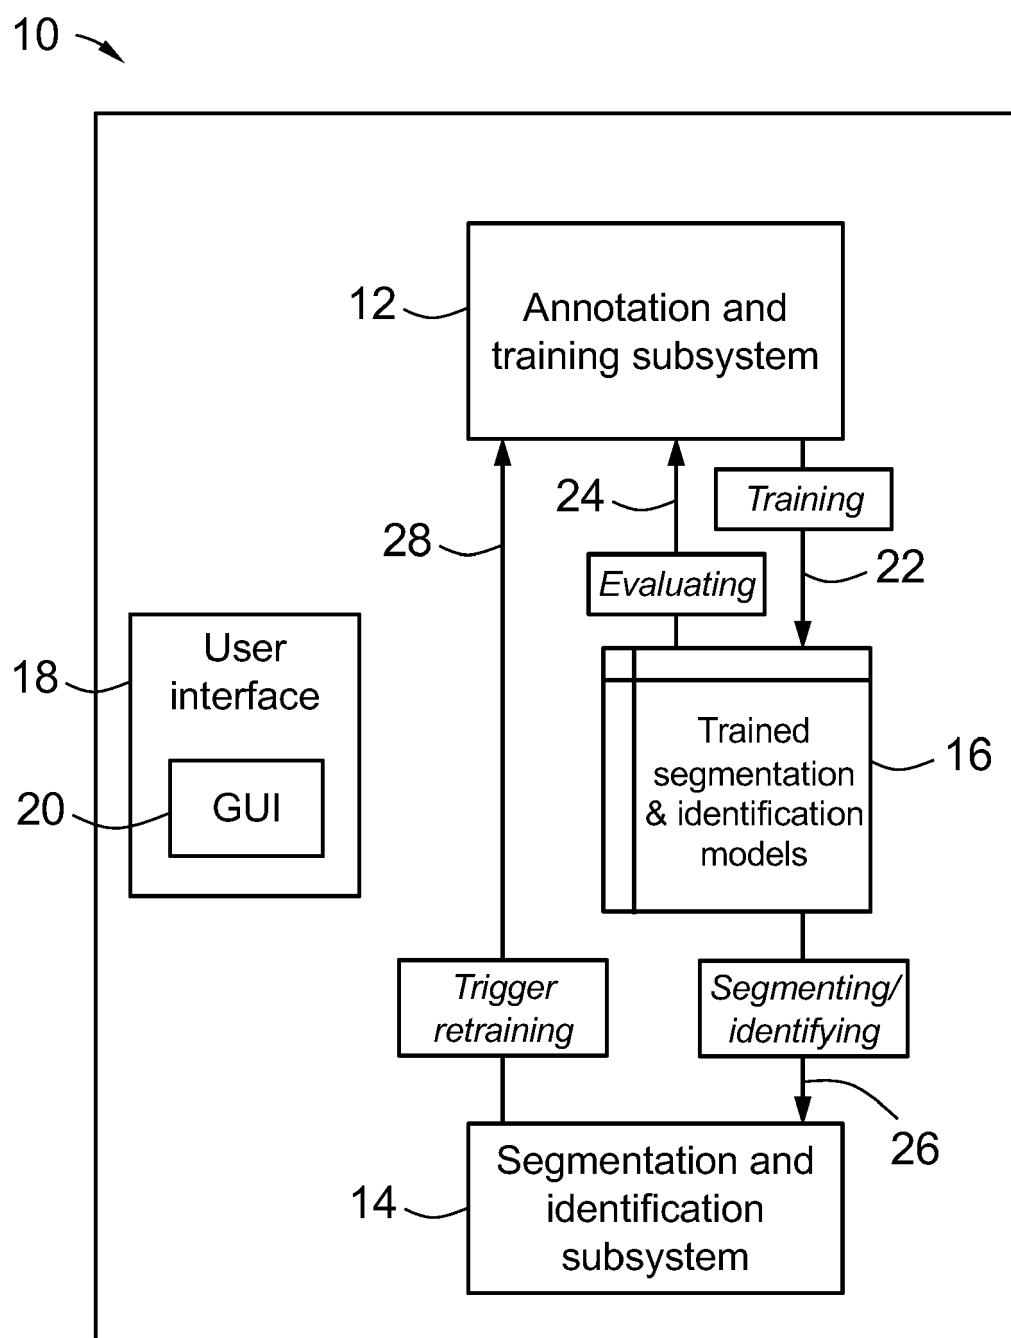 10
12
Annotation and
training subsystem
24
Training
28
Evaluating
22
User
interface
18
GUI
20
Trained
segmentation
& identification
models
16
Trigger
retraining
Segmenting/
identifying
26
14
Segmentation and
identification
subsystem